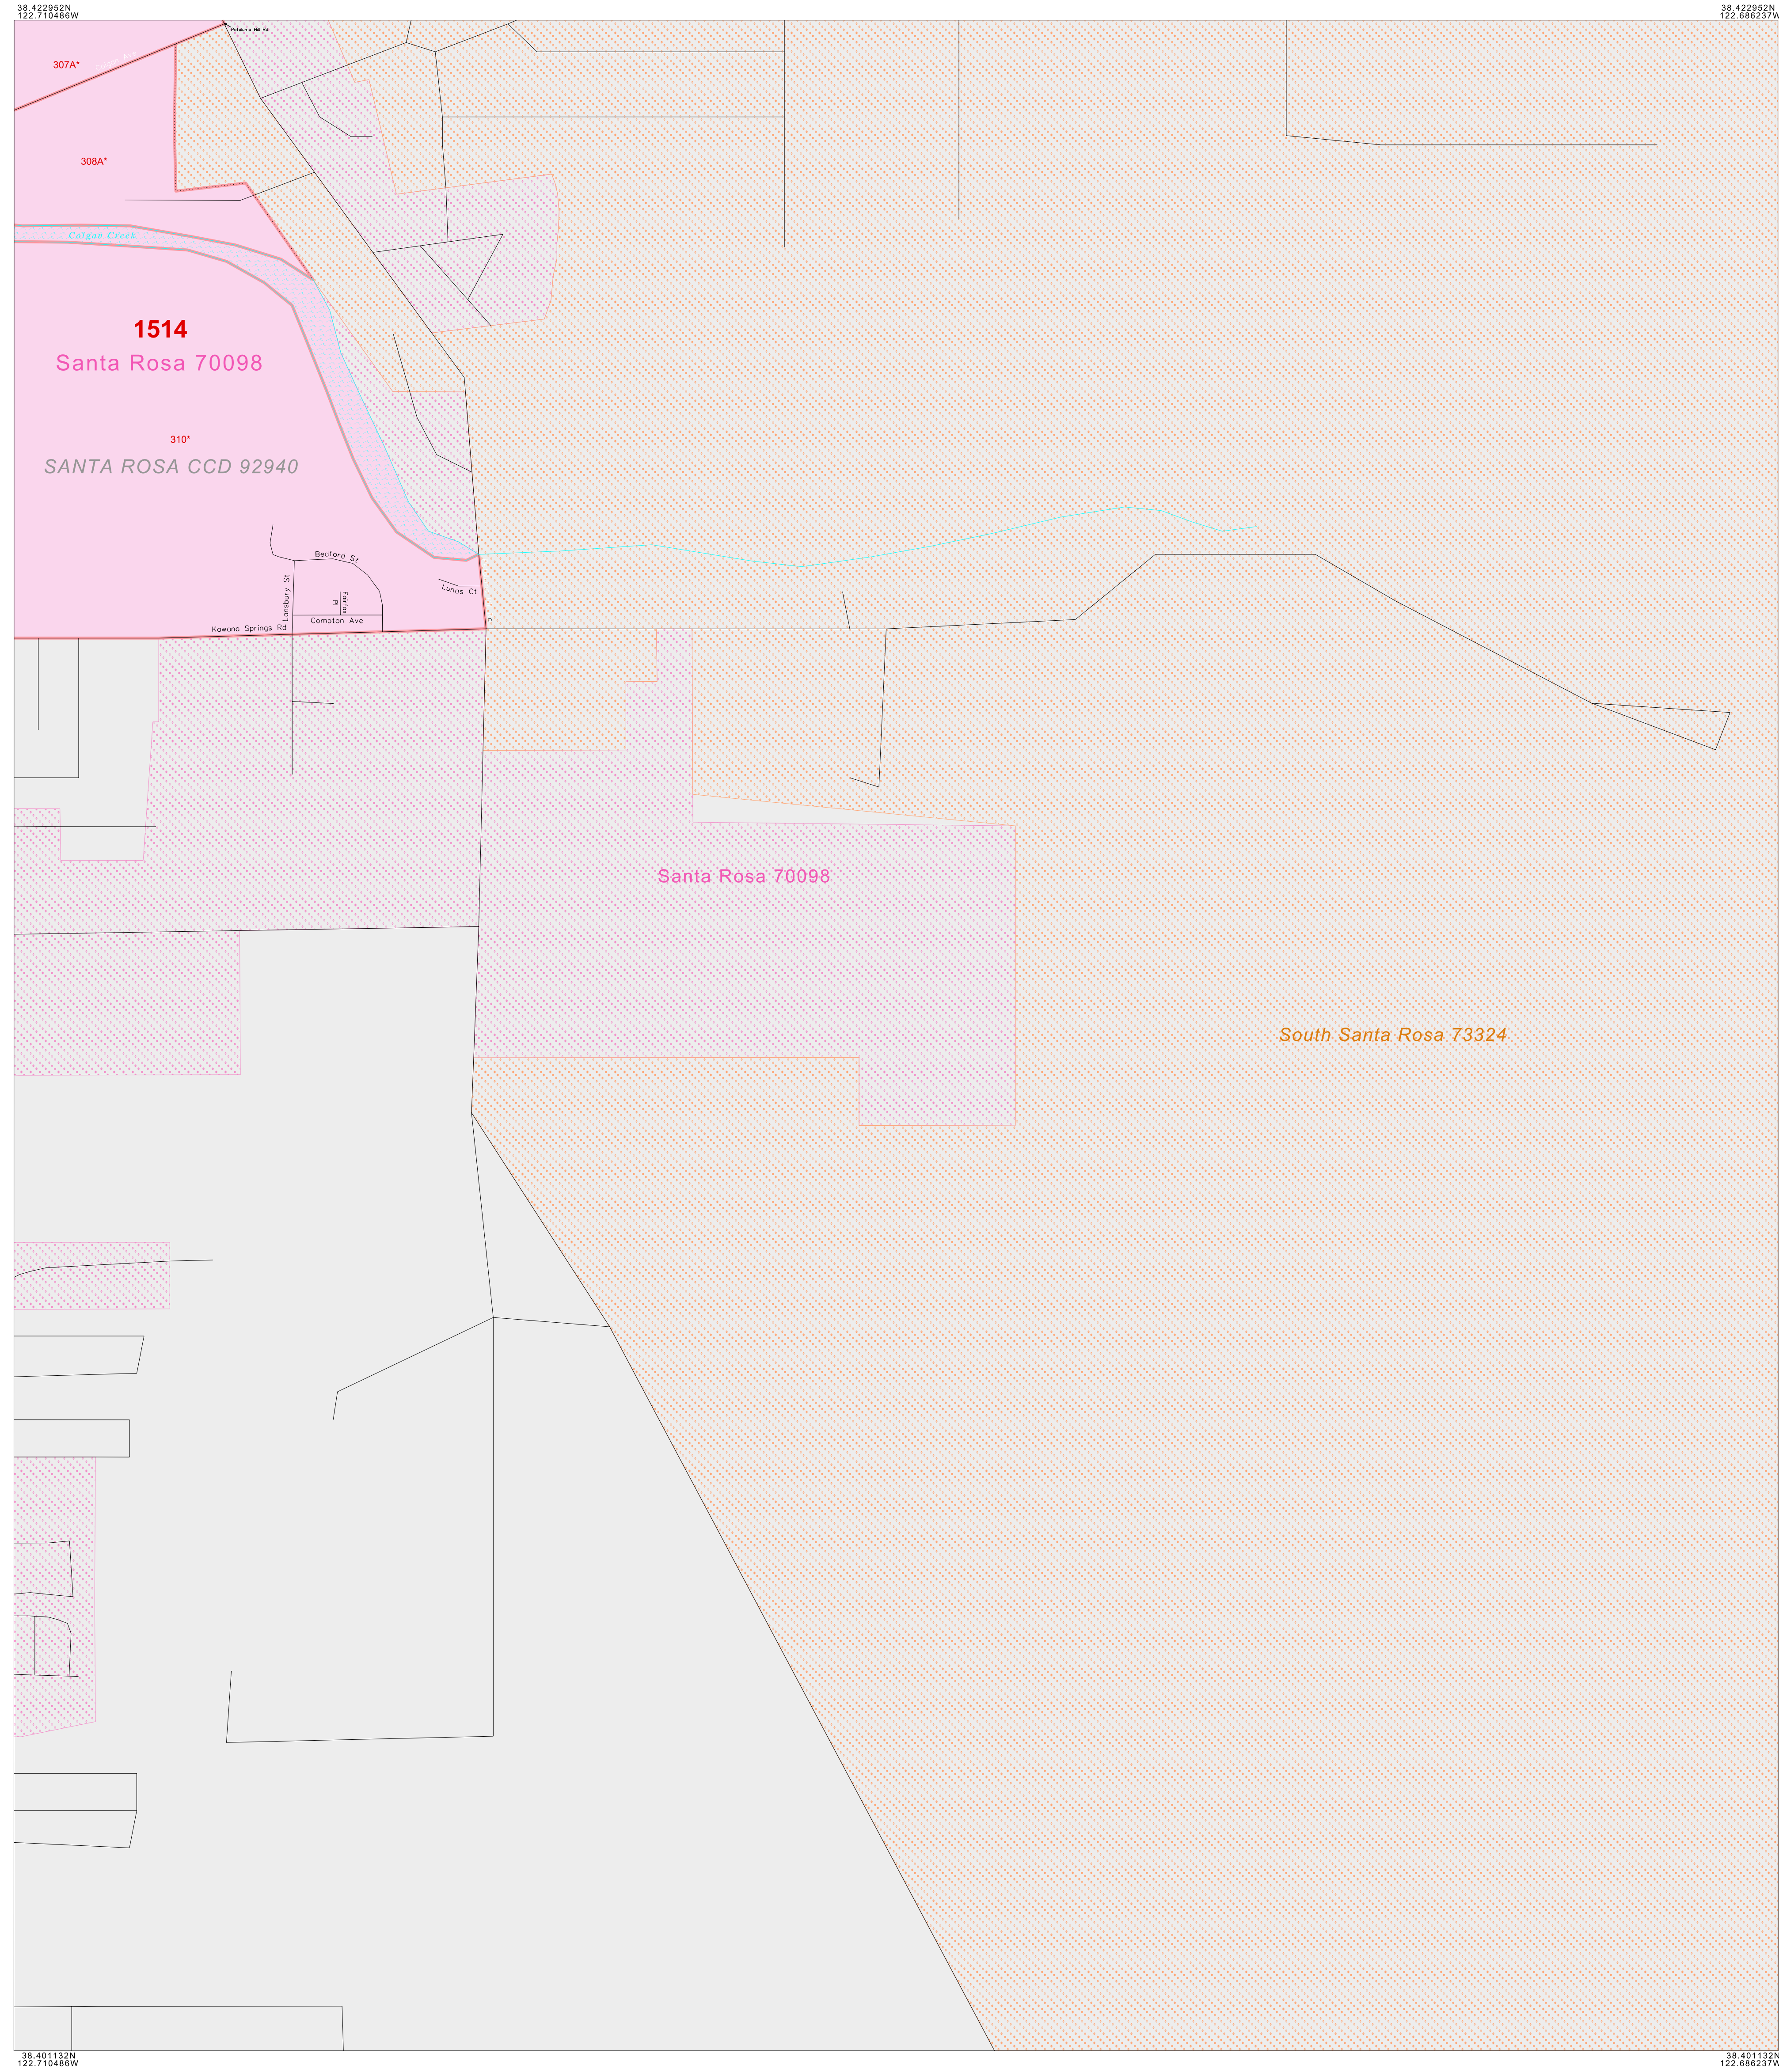 38.422952N
122.710486W
38.422952N
122.686237W
Petaluma Hill Rd
Colgan Ave
307A*
308A*
Colgan Creek
1514
Santa Rosa 70098
310*
SANTA ROSA CCD 92940
Bedford St
Lansbury St
Fairfax
Pl
Lunas Ct
Compton Ave
Kawana Springs Rd
Santa Rosa 70098
South Santa Rosa 73324
38.401132N
122.710486W
38.401132N
122.686237W